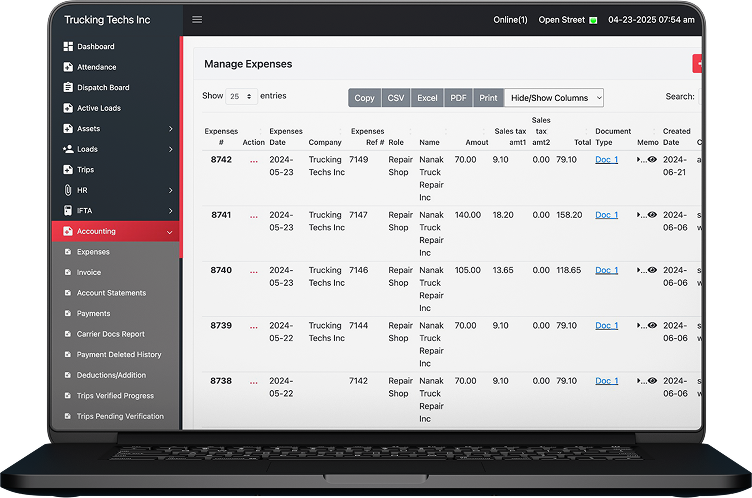 Trucking Techs Inc
Online(1) Open Street 04-23-2025 07:54 am
Dashboard
Attendance
Dispatch Board
Active Loads
Assets
Loads
Trips
HR
IFTA
Accounting
Expenses
Invoice
Account Statements
Payments
Carrier Docs Report
Payment Deleted History
Deductions/Addition
Trips Verified Progress
Trips Pending Verification
Manage Expenses
Show 25 entries
Copy CSV Excel PDF Print Hide/Show Columns
Search:
Expenses # Action Expenses Date Company Expenses Ref # Role Name Amout Sales tax amt1 Sales tax amt2 Total Document Type Memo Created Date
8742 ... 2024-05-23 Trucking Techs Inc 7149 Repair Shop Nanak Truck Repair Inc 70.00 9.10 0.00 79.10 Doc_1 ... 2024-06-21
8741 ... 2024-05-23 Trucking Techs Inc 7147 Repair Shop Nanak Truck Repair Inc 140.00 18.20 0.00 158.20 Doc_1 ... 2024-06-06
8740 ... 2024-05-23 Trucking Techs Inc 7146 Repair Shop Nanak Truck Repair Inc 105.00 13.65 0.00 118.65 Doc_1 ... 2024-06-06
8739 ... 2024-05-22 Trucking Techs Inc 7144 Repair Shop Nanak Truck Repair Inc 70.00 9.10 0.00 79.10 Doc_1 ... 2024-06-06
8738 ... 2024-05-22 7142 Repair Shop Nanak Truck Repair Inc 70.00 9.10 0.00 79.10 Doc_1 ... 2024-06-06